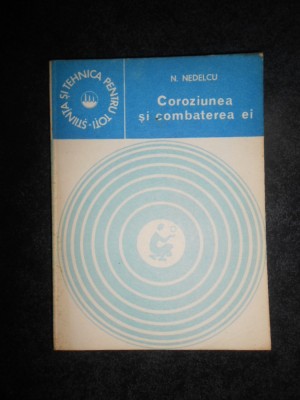 ȘTIINȚA ȘI TEHNICA PENTRU TOȚI
N. NEDELCU
Coroziunea
și combaterea ei